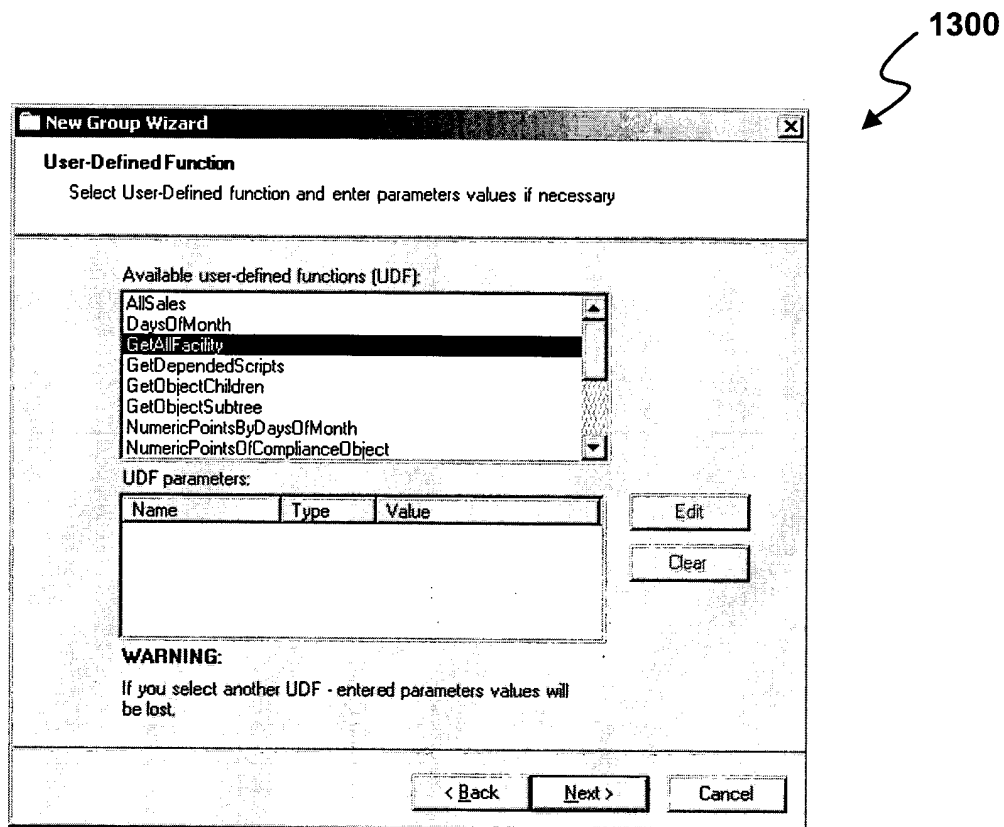 1300
New Group Wizard
User-Defined Function
Select User-Defined function and enter parameters values if necessary
Available user-defined functions (UDF):
AllSales
DaysOfMonth
GetAllFacility
GetDependedScripts
GetObjectChildren
GetObjectSubtree
NumericPointsByDaysOfMonth
NumericPointsOfComplianceObject
UDF parameters:
Name Type Value
Edit
Clear
WARNING:
If you select another UDF - entered parameters values will
be lost.
< Back Next > Cancel